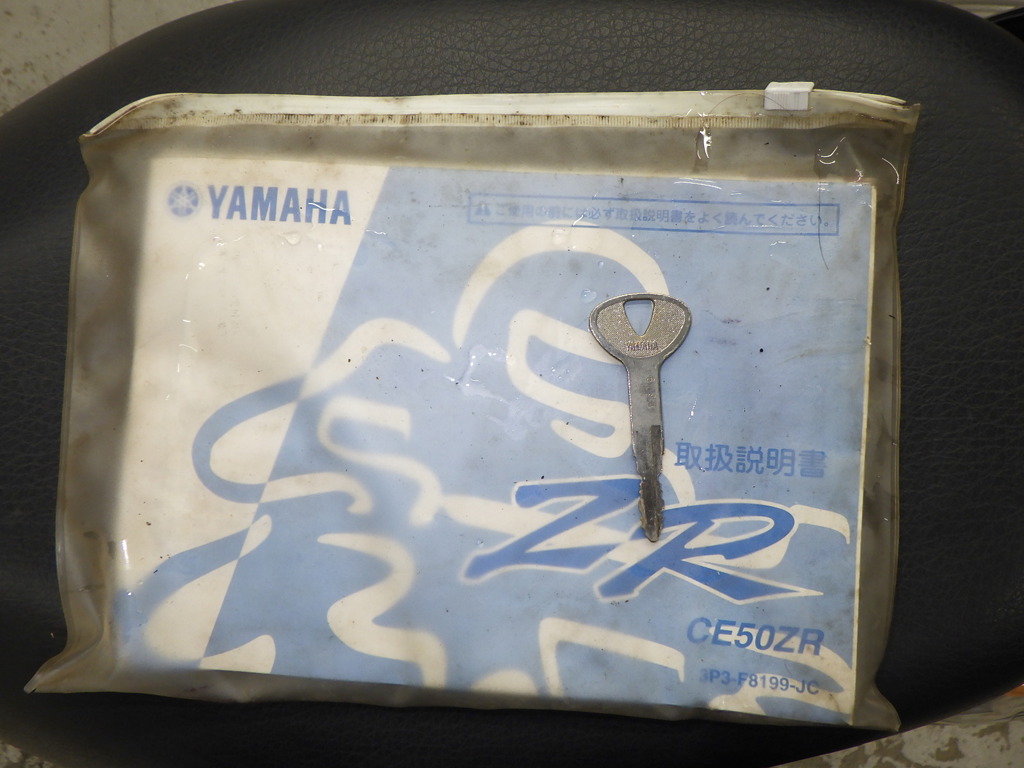 YAMAHA
ご使用の前には必ず取扱説明書をよく読んでください。
YAMAHA
取扱説明書
ZR
CE50ZR
3P3-F8199-JC